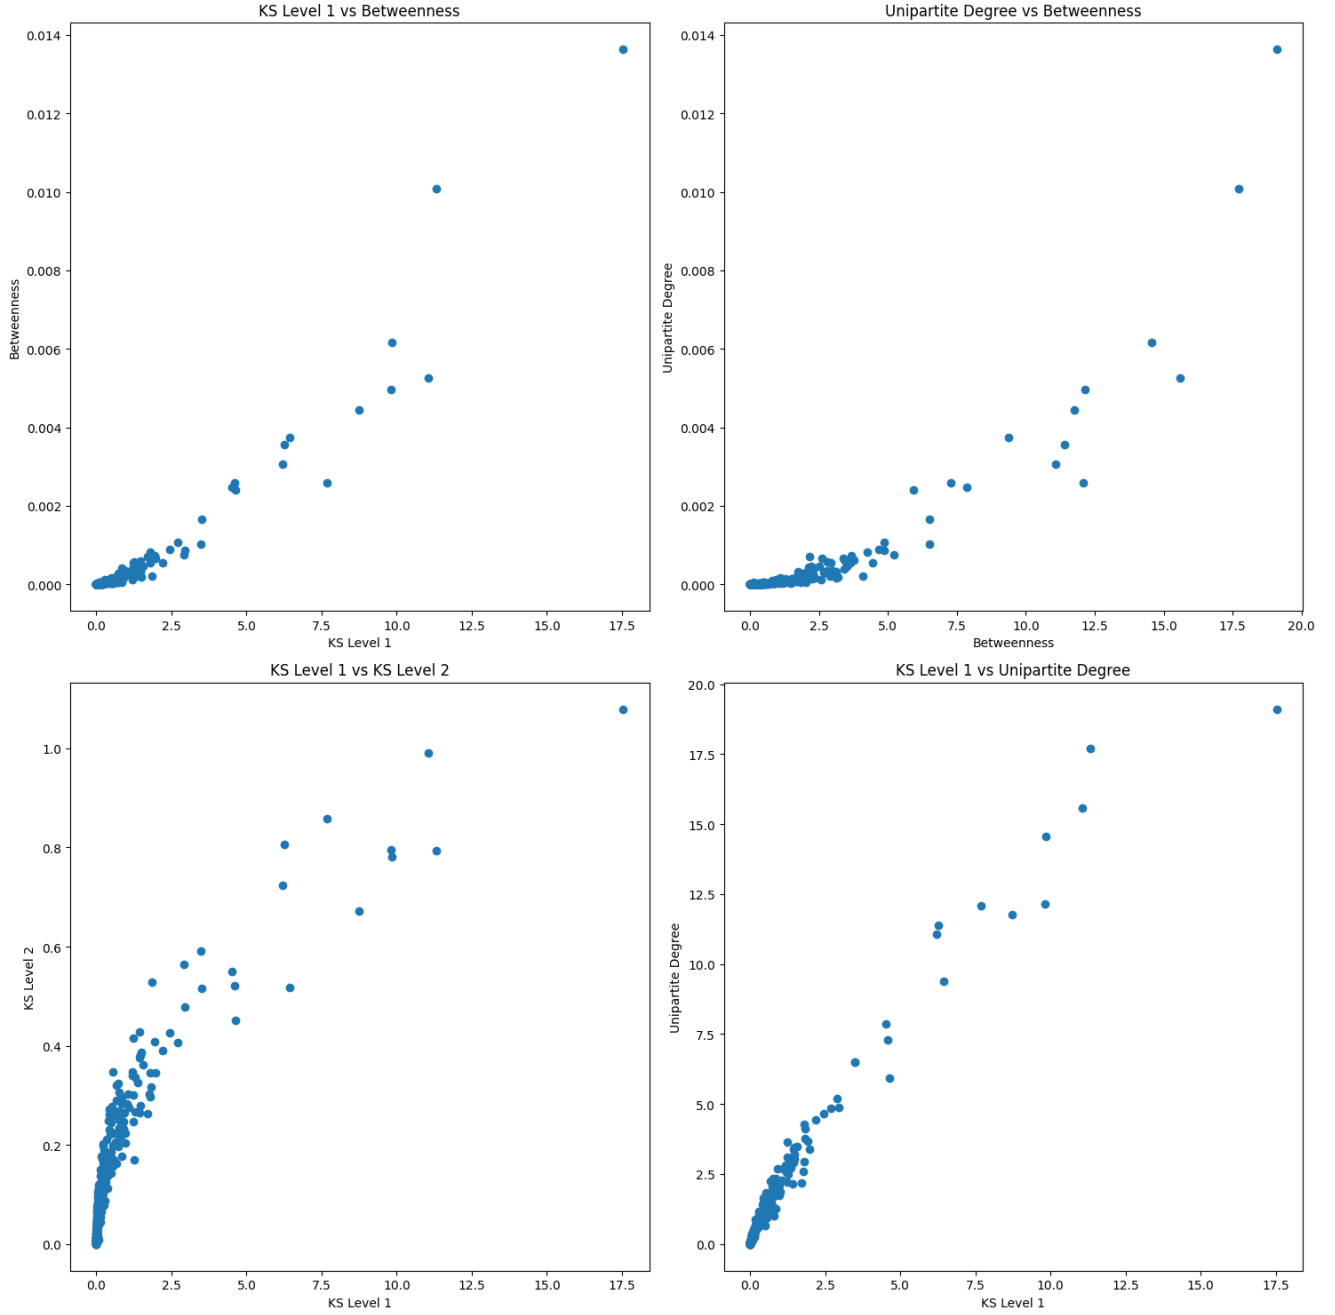 KS Level 1 vs Betweenness
0.014
0.012
0.010
0.008
0.006
0.004
0.002
0.000
Betweenness
0.0 2.5 5.0 7.5 10.0 12.5 15.0 17.5
KS Level 1
Unipartite Degree vs Betweenness
0.014
0.012
0.010
0.008
0.006
0.004
0.002
0.000
Unipartite Degree
0.0 2.5 5.0 7.5 10.0 12.5 15.0 17.5 20.0
Betweenness
KS Level 1 vs KS Level 2
1.0
0.8
0.6
0.4
0.2
0.0
KS Level 2
0.0 2.5 5.0 7.5 10.0 12.5 15.0 17.5
KS Level 1
KS Level 1 vs Unipartite Degree
20.0
17.5
15.0
12.5
10.0
7.5
5.0
2.5
0.0
Unipartite Degree
0.0 2.5 5.0 7.5 10.0 12.5 15.0 17.5
KS Level 1